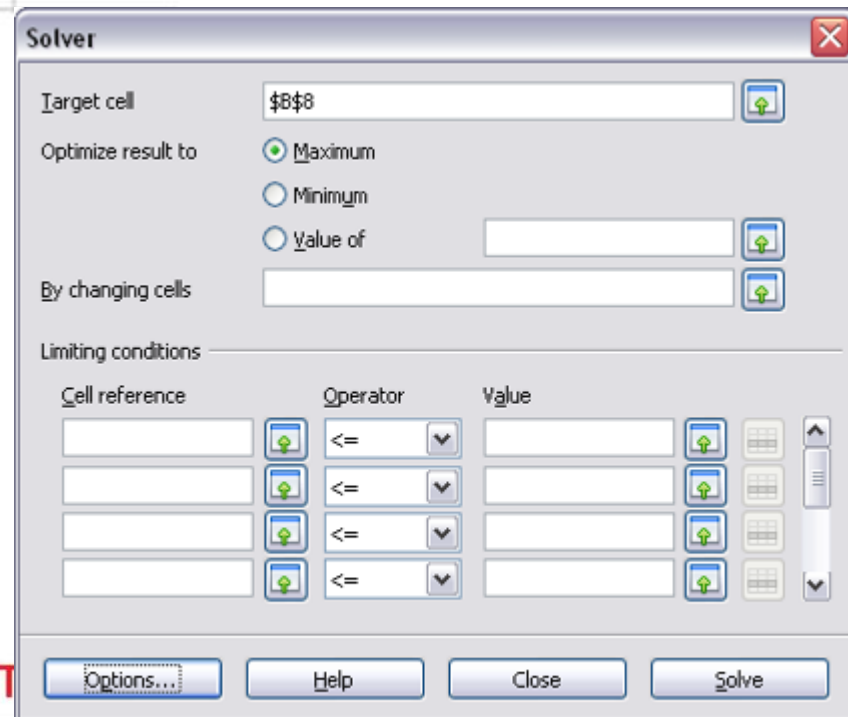 Solver
Target cell $B$8
Optimize result to Maximum
Minimum
Value of
By changing cells
Limiting conditions
Cell reference Operator Value
<=
<=
<=
<=
T
Options... Help Close Solve